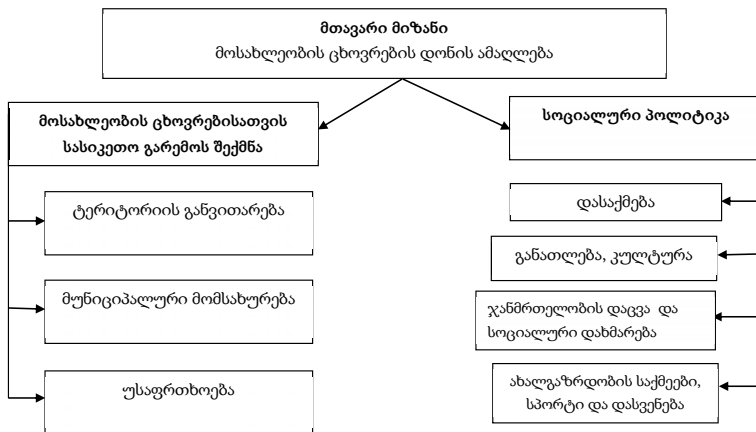 მთავარი მიზანი
მოსახლეობის ცხოვრების დონის ამაღლება
მოსახლეობის ცხოვრებისათვის
სასიკეთო გარემოს შექმნა
სოციალური პოლიტიკა
ტერიტორიის განვითარება
მუნიციპალური მომსახურება
უსაფრთხოება
დასაქმება
განათლება, კულტურა
ჯანმრთელობის დაცვა და
სოციალური დახმარება
ახალგაზრდობის საქმეები,
სპორტი და დასვენება